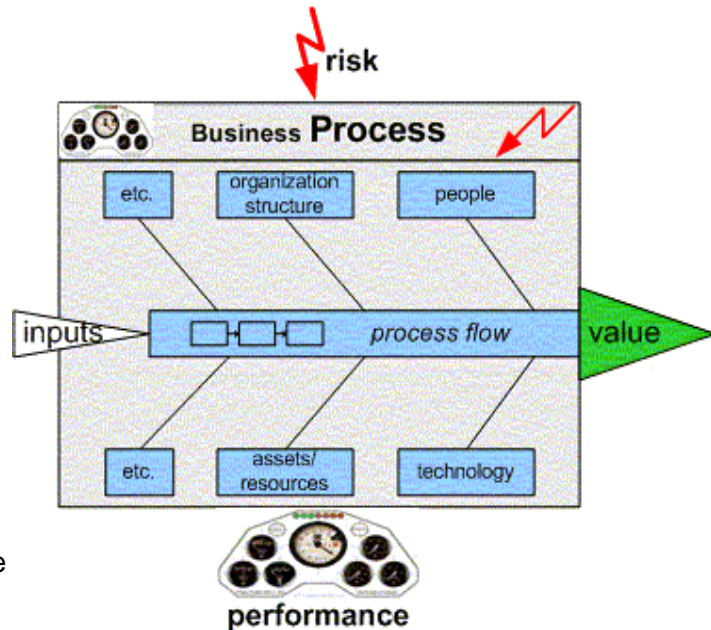 risk
Business Process
etc.
organization
structure
people
inputs
process flow
value
etc.
assets/
resources
technology
e
performance